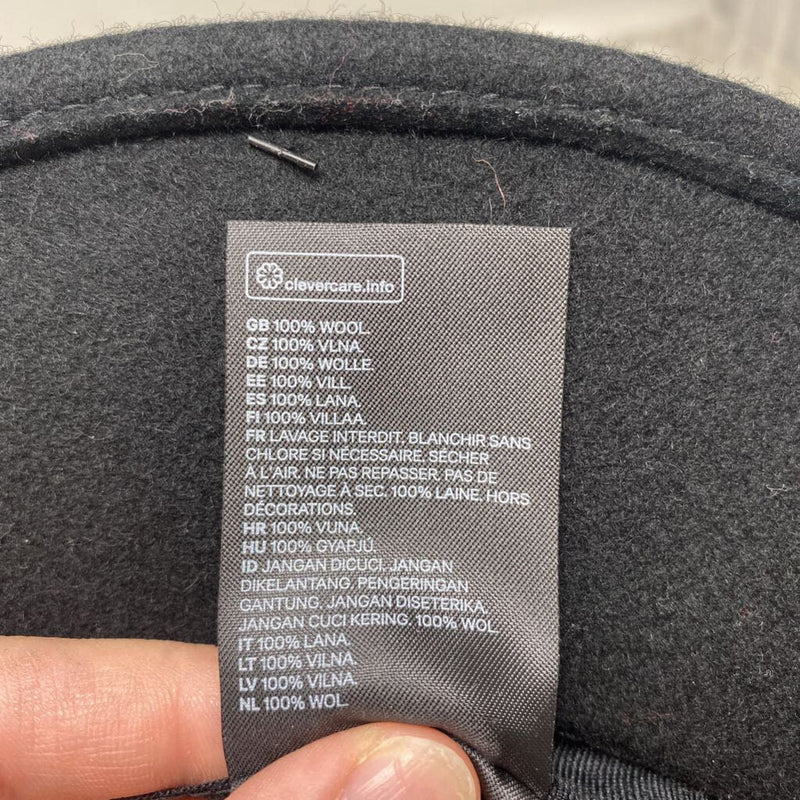 clevercare.info
GB 100% WOOL.
CZ 100% VLNA.
DE 100% WOLLE.
EE 100% VILL.
ES 100% LANA.
FI 100% VILLAA.
FR LAVAGE INTERDIT. BLANCHIR SANS
CHLORE SI NÉCESSAIRE. SÉCHER
À L'AIR. NE PAS REPASSER. PAS DE
NETTOYAGE À SEC. 100% LAINE. HORS
DÉCORATIONS.
HR 100% VUNA.
HU 100% GYAPJÚ.
ID JANGAN DICUCI. JANGAN
DIKELANTANG. PENGERINGAN
GANTUNG. JANGAN DISETERIKA.
JANGAN CUCI KERING. 100% WOL.
IT 100% LANA.
LT 100% VILNA.
LV 100% VILNA.
NL 100% WOL.